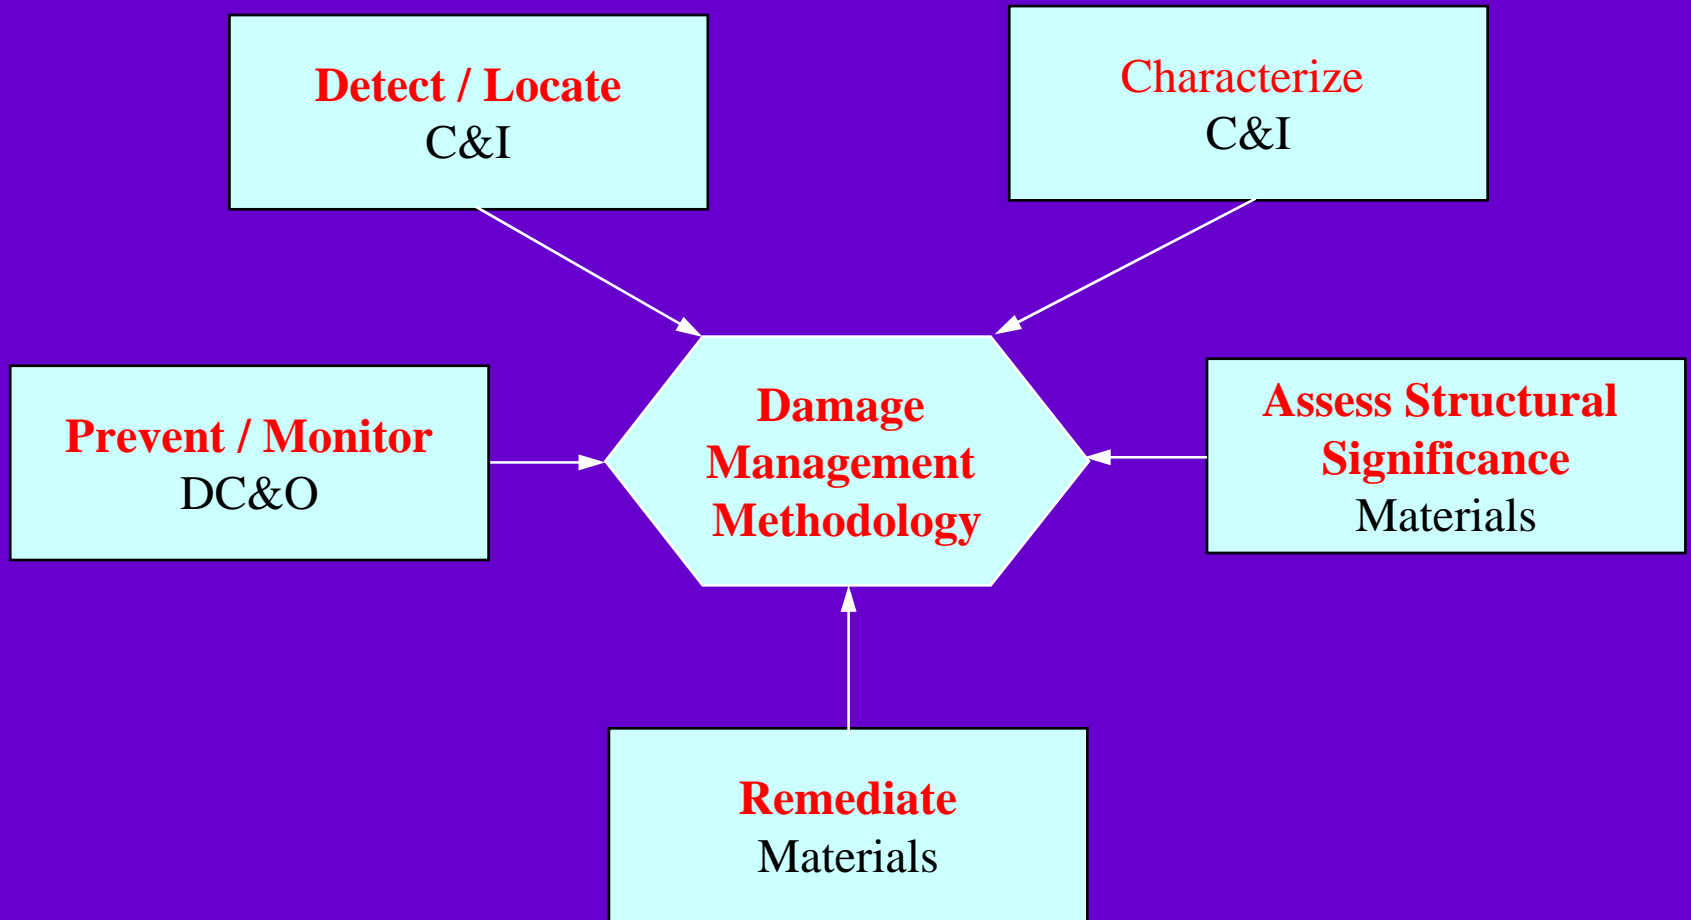 Detect / Locate
C&I
Characterize
C&I
Prevent / Monitor
DC&O
Damage
Management
Methodology
Assess Structural
Significance
Materials
Remediate
Materials